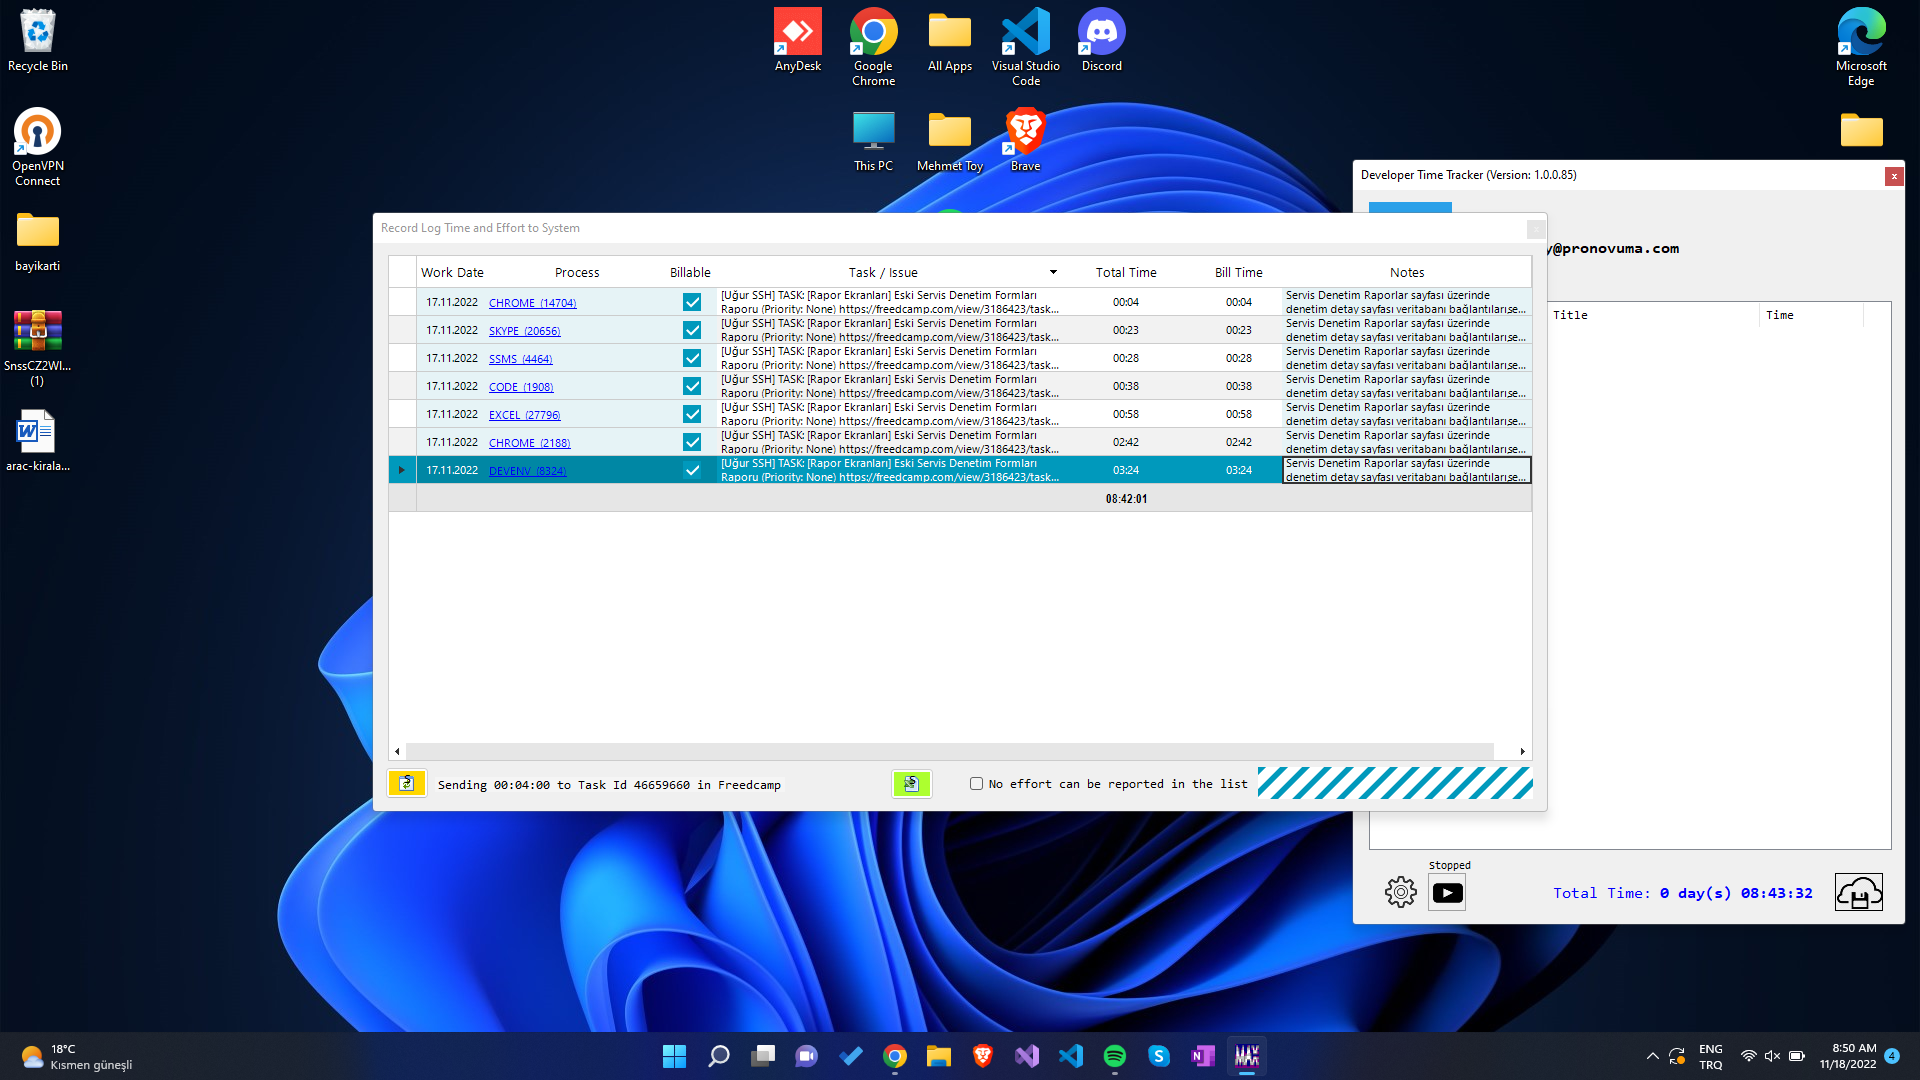 Recycle Bin
AnyDesk
Google
Chrome
All Apps
Visual Studio
Code
Discord
Microsoft
Edge
OpenVPN
Connect
This PC
Mehmet Toy
Brave
bayikarti
SnssCZ2WI...
(1)
arac-kirala...
Developer Time Tracker (Version: 1.0.0.85)
x
y@pronovuma.com
Title Time
Record Log Time and Effort to System
Work Date Process Billable Task / Issue Total Time Bill Time Notes
17.11.2022 CHROME (14704) [Uğur SSH] TASK: [Rapor Ekranları] Eski Servis Denetim Formları 00:04 00:04 Servis Denetim Raporlar sayfası üzerinde
Raporu (Priority: None) https://freedcamp.com/view/3186423/task... denetim detay sayfası veritabanı bağlantıları,se...
17.11.2022 SKYPE (20656) [Uğur SSH] TASK: [Rapor Ekranları] Eski Servis Denetim Formları 00:23 00:23 Servis Denetim Raporlar sayfası üzerinde
Raporu (Priority: None) https://freedcamp.com/view/3186423/task... denetim detay sayfası veritabanı bağlantıları,se...
17.11.2022 SSMS (4464) [Uğur SSH] TASK: [Rapor Ekranları] Eski Servis Denetim Formları 00:28 00:28 Servis Denetim Raporlar sayfası üzerinde
Raporu (Priority: None) https://freedcamp.com/view/3186423/task... denetim detay sayfası veritabanı bağlantıları,se...
17.11.2022 CODE (1908) [Uğur SSH] TASK: [Rapor Ekranları] Eski Servis Denetim Formları 00:38 00:38 Servis Denetim Raporlar sayfası üzerinde
Raporu (Priority: None) https://freedcamp.com/view/3186423/task... denetim detay sayfası veritabanı bağlantıları,se...
17.11.2022 EXCEL (27796) [Uğur SSH] TASK: [Rapor Ekranları] Eski Servis Denetim Formları 00:58 00:58 Servis Denetim Raporlar sayfası üzerinde
Raporu (Priority: None) https://freedcamp.com/view/3186423/task... denetim detay sayfası veritabanı bağlantıları,se...
17.11.2022 CHROME (2188) [Uğur SSH] TASK: [Rapor Ekranları] Eski Servis Denetim Formları 02:42 02:42 Servis Denetim Raporlar sayfası üzerinde
Raporu (Priority: None) https://freedcamp.com/view/3186423/task... denetim detay sayfası veritabanı bağlantıları,se...
17.11.2022 DEVENV (8324) [Uğur SSH] TASK: [Rapor Ekranları] Eski Servis Denetim Formları 03:24 03:24 Servis Denetim Raporlar sayfası üzerinde
Raporu (Priority: None) https://freedcamp.com/view/3186423/task... denetim detay sayfası veritabanı bağlantıları,se...
08:42:01
Sending 00:04:00 to Task Id 46659660 in Freedcamp
No effort can be reported in the list
Stopped
Total Time: 0 day(s) 08:43:32
18°C
Kısmen güneşli
MAX
ENG
TRQ
8:50 AM
11/18/2022
4